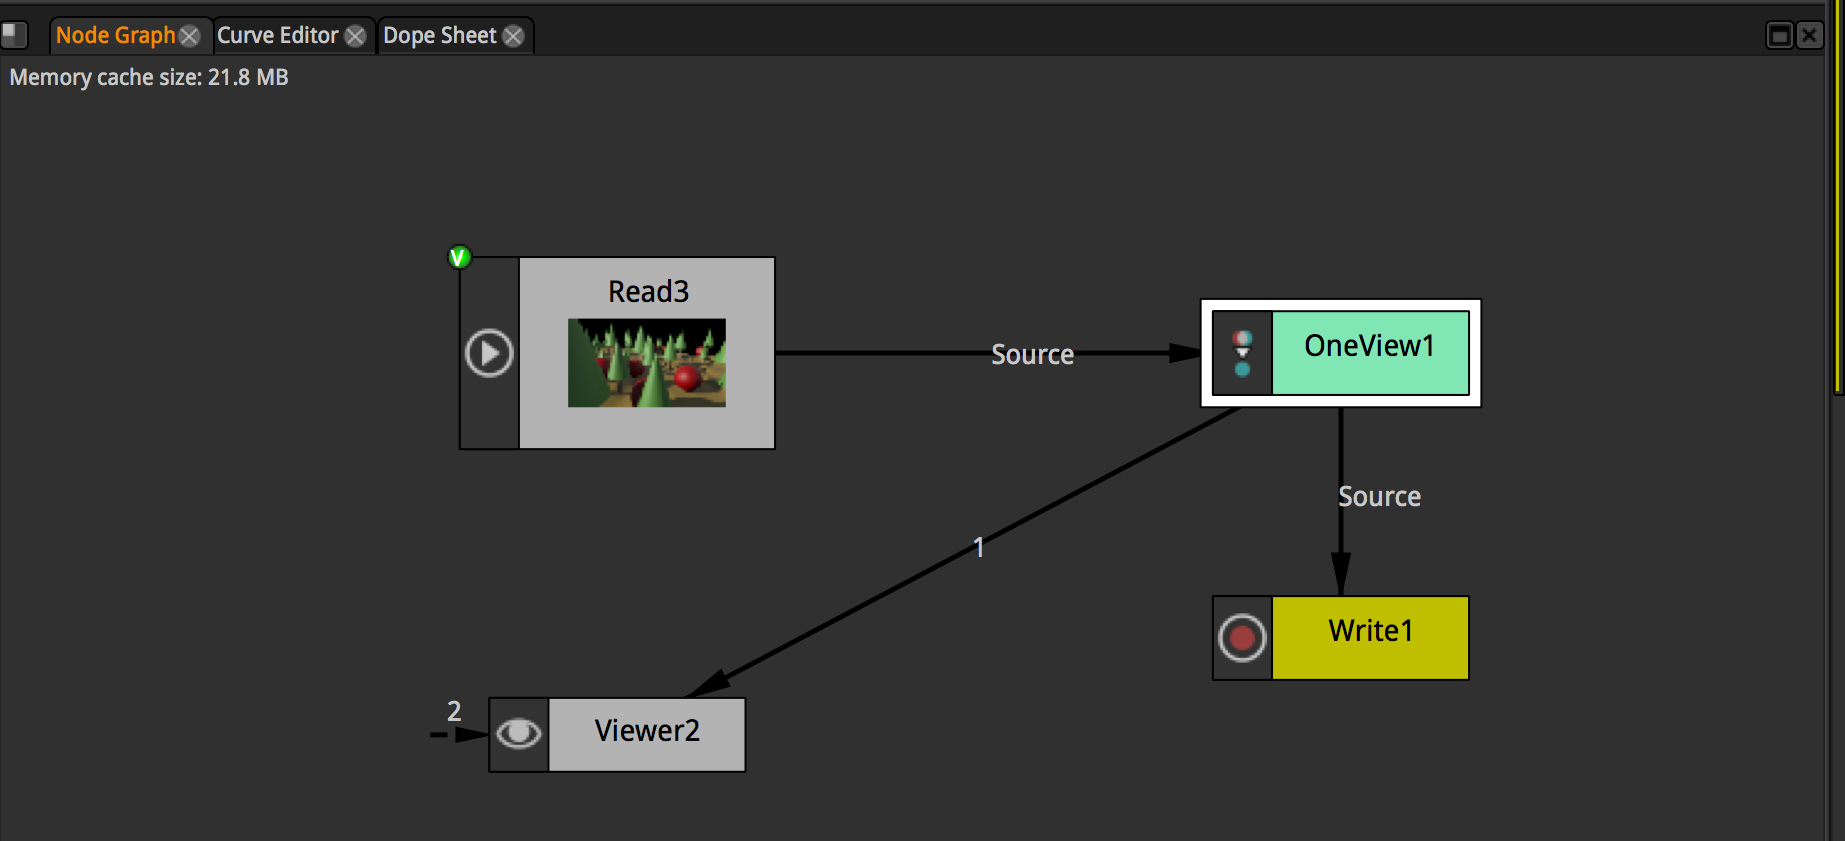 Node Graph Curve Editor Dope Sheet
Memory cache size: 21.8 MB
V
Read3
Source
OneView1
Source
1
Write1
2
Viewer2